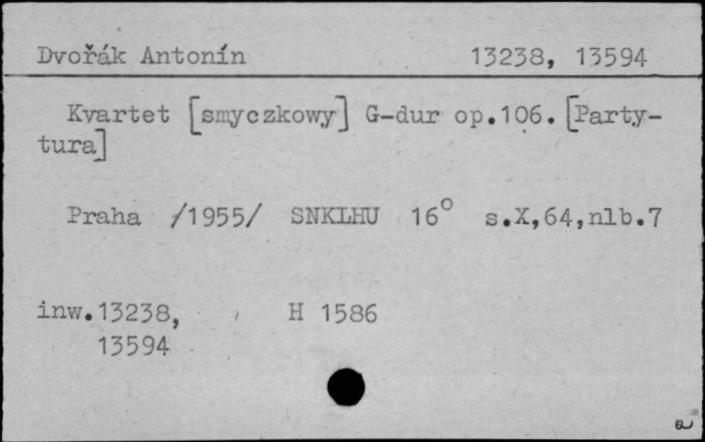 Dvořák Antonín 13238, 13594
Kvartet [smyczkowy] G-dur op.106. [Party-
tura]
Praha /1955/ SNKLHU 16° s.X,64,nlb.7
inw.13238, H 1586
13594